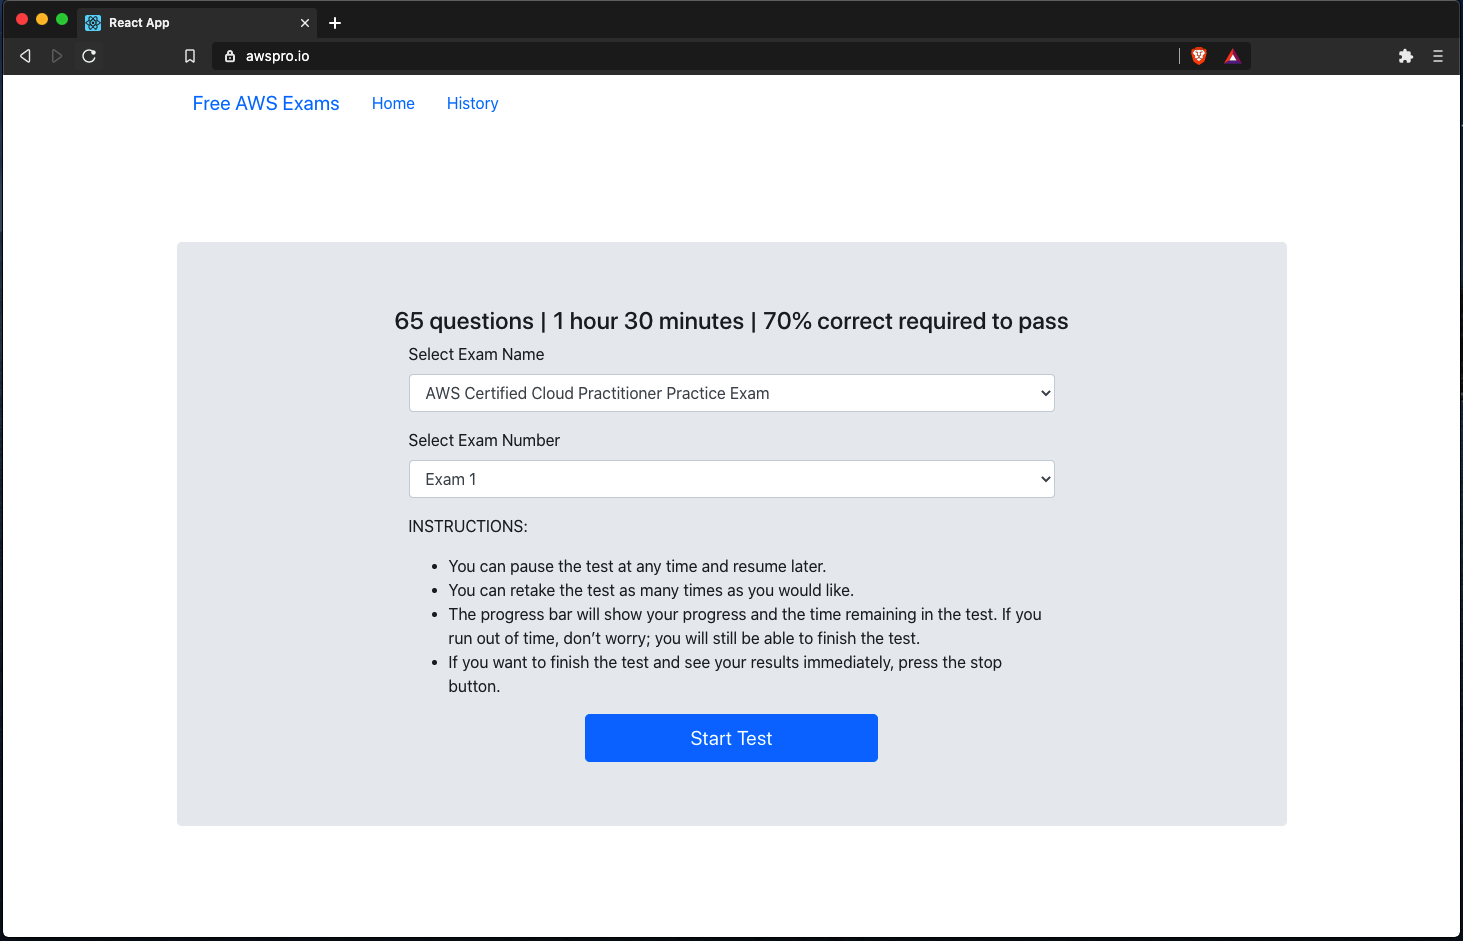 React App
awspro.io
Free AWS Exams Home History
65 questions | 1 hour 30 minutes | 70% correct required to pass
Select Exam Name
AWS Certified Cloud Practitioner Practice Exam
Select Exam Number
Exam 1
INSTRUCTIONS:
• You can pause the test at any time and resume later.
• You can retake the test as many times as you would like.
• The progress bar will show your progress and the time remaining in the test. If you
run out of time, don’t worry; you will still be able to finish the test.
• If you want to finish the test and see your results immediately, press the stop
button.
Start Test